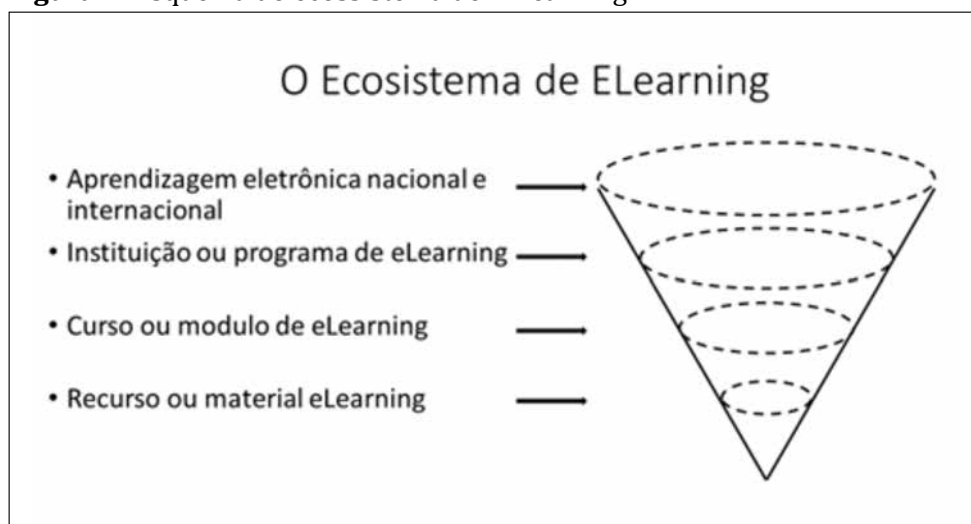 O Ecosistema de ELearning
• Aprendizagem eletrônica nacional e
internacional
• Instituição ou programa de eLearning
• Curso ou modulo de eLearning
• Recurso ou material eLearning